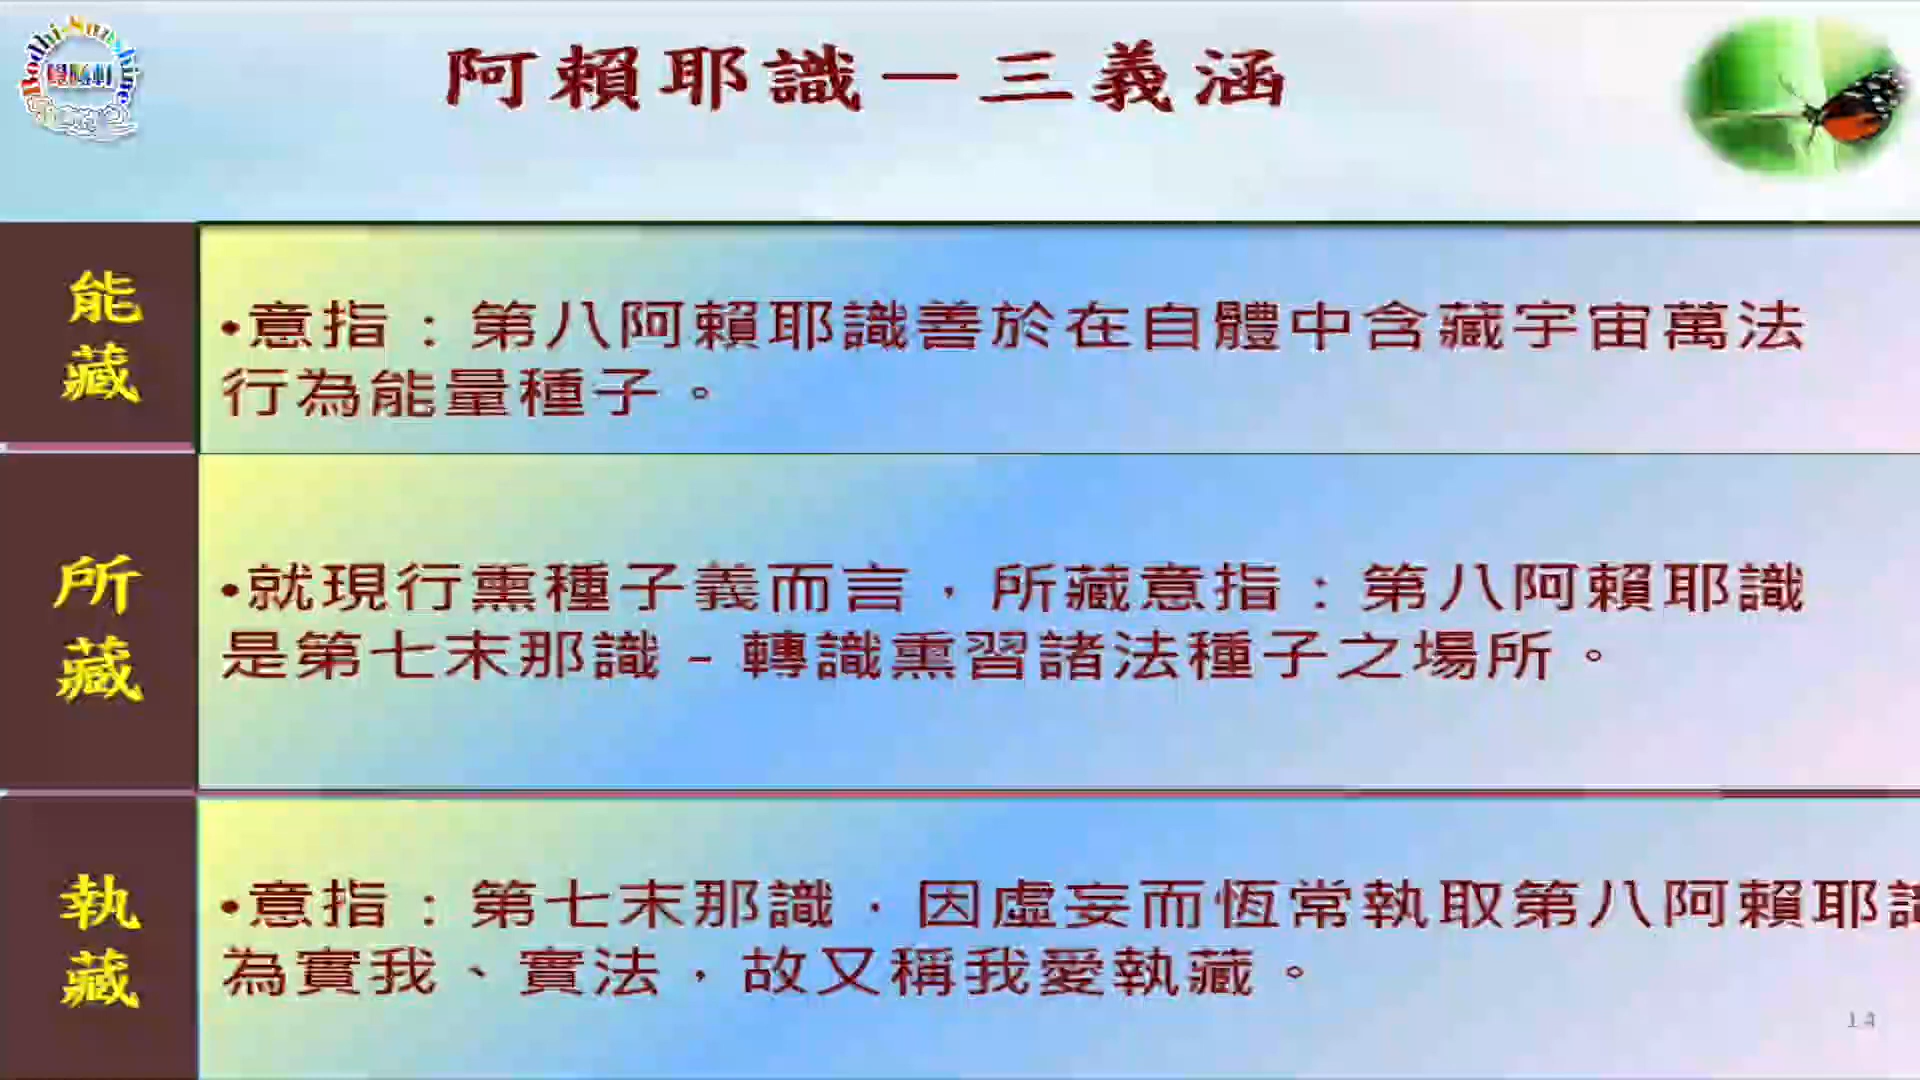 Bodhi-Sunshine
阿賴耶識－三義涵
能藏
•意指：第八阿賴耶識善於在自體中含藏宇宙萬法
行為能量種子。
所藏
•就現行熏種子義而言，所藏意指：第八阿賴耶識
是第七末那識－轉識熏習諸法種子之場所。
執藏
•意指：第七末那識，因虛妄而恆常執取第八阿賴耶識
為實我、實法，故又稱我愛執藏。
14